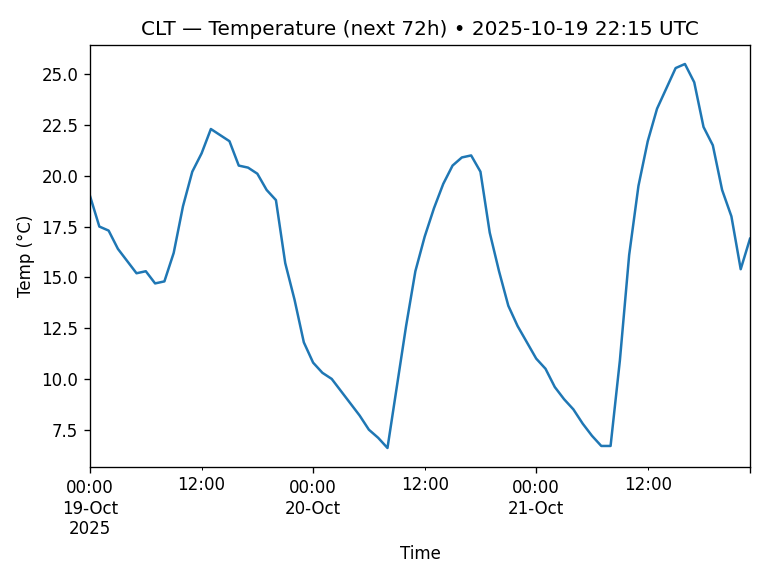 CLT — Temperature (next 72h) • 2025-10-19 22:15 UTC
Temp (°C)
25.0
22.5
20.0
17.5
15.0
12.5
10.0
7.5
00:00 12:00 00:00 12:00 00:00 12:00
19-Oct 20-Oct 21-Oct
2025
Time